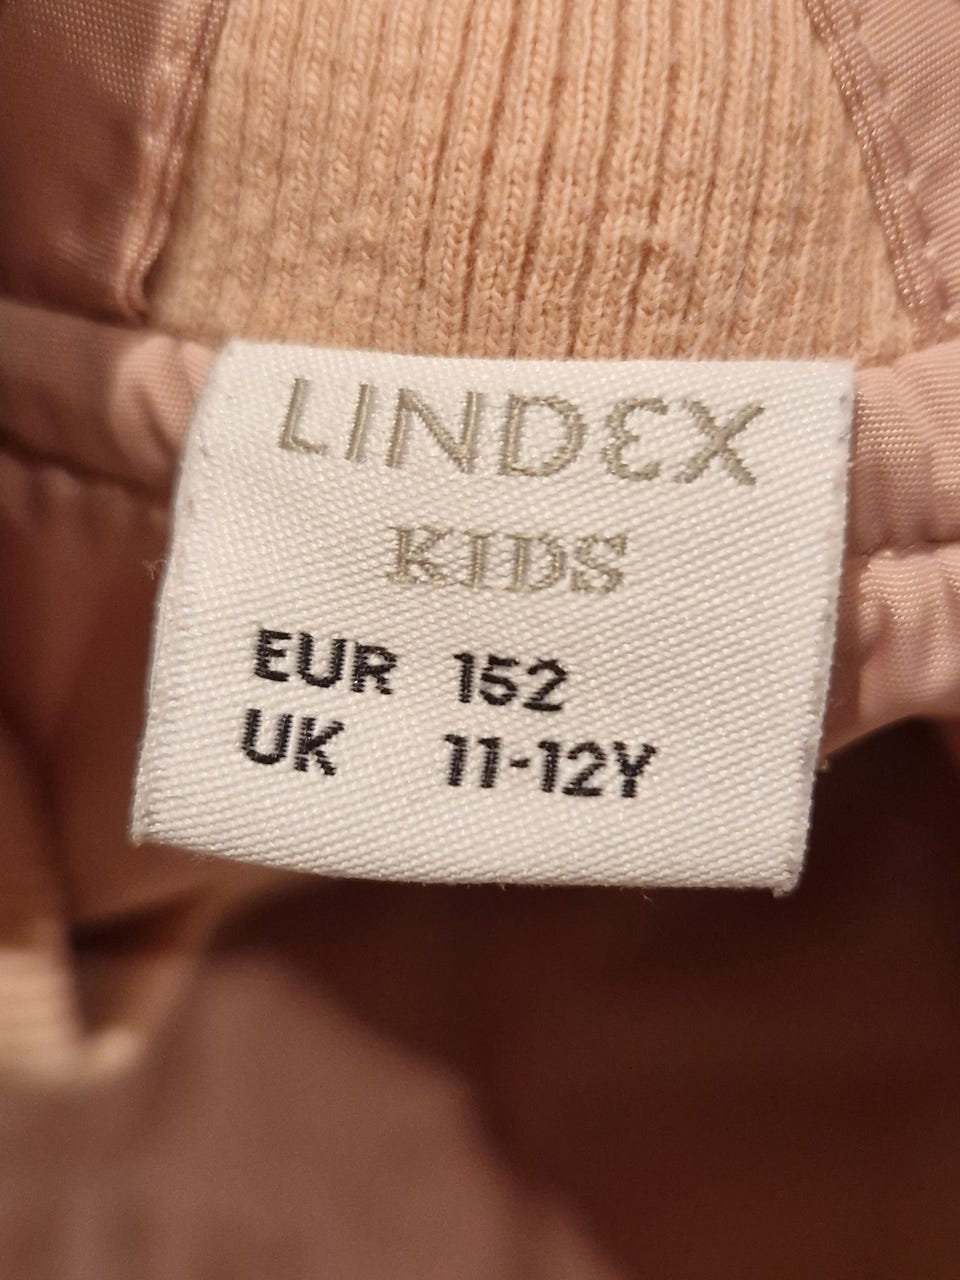 LINDEX
KIDS
EUR 152
UK 11-12Y